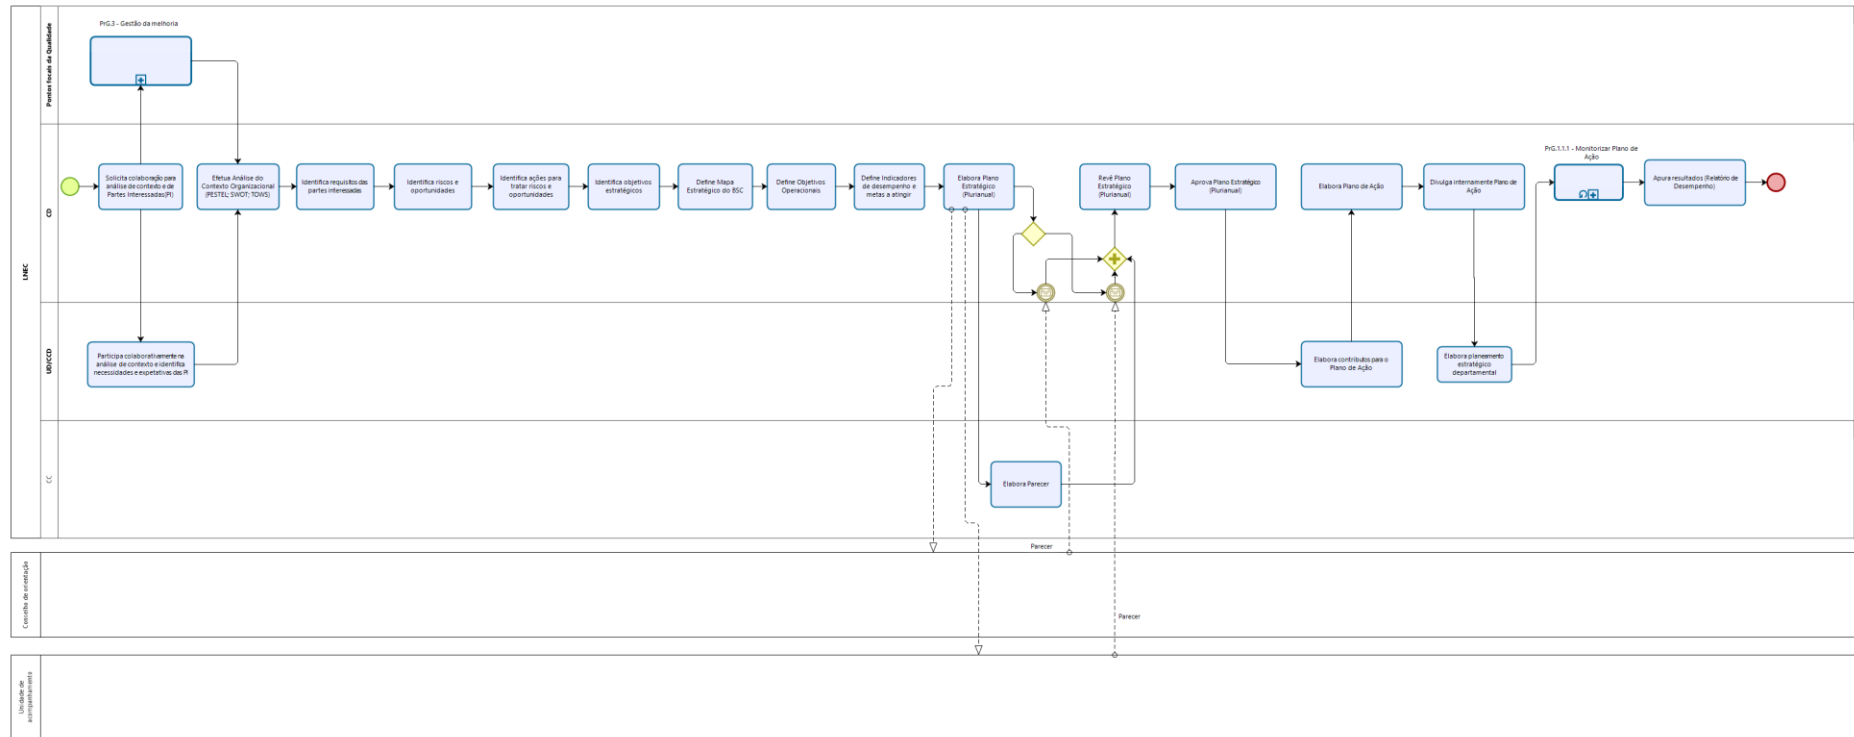 PrG.3 - Gestão da melhoria
Pontos focais da Qualidade
LNEC
CD
Solicita colaboração para
análise de contexto e de
Partes Interessadas(PI)
Efetua Análise do
Contexto Organizacional
(PESTEL; SWOT; TOWS)
Identifica requisitos das
partes interessadas
Identifica riscos e
oportunidades
Identifica ações para
tratar riscos e
oportunidades
Identifica objetivos
estratégicos
Define Mapa
Estratégico do BSC
Define Objetivos
Operacionais
Define Indicadores
de desempenho e
metas a atingir
Elabora Plano
Estratégico
(Plurianual)
Revê Plano
Estratégico
(Plurianual)
Aprova Plano Estratégico
(Plurianual)
Elabora Plano de Ação
Divulga internamente Plano de
Ação
PrG.1.1.1 - Monitorizar Plano de
Ação
Apura resultados (Relatório de
Desempenho)
UD/CCD
Participa colaborativamente na
análise de contexto e identifica
necessidades e expetativas das PI
Elabora contributos para o
Plano de Ação
Elabora planeamento
estratégico
departamental
CC
Elabora Parecer
Parecer
Conselho de orientação
Parecer
Unidade de
acompanhamento